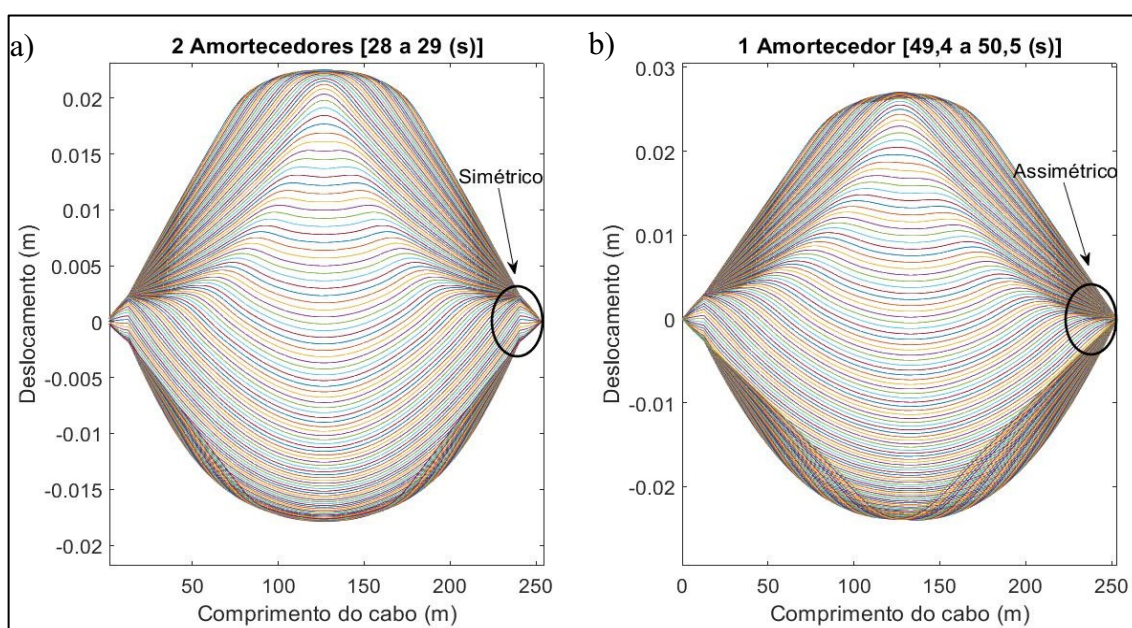 a)
2 Amortecedores [28 a 29 (s)]
0.02
0.015
0.01
0.005
0
-0.005
-0.01
-0.015
-0.02
Deslocamento (m)
Simétrico
50
100
150
200
250
Comprimento do cabo (m)
b)
1 Amortecedor [49,4 a 50,5 (s)]
0.03
0.02
0.01
0
-0.01
-0.02
Deslocamento (m)
Assimétrico
0
50
100
150
200
250
Comprimento do cabo (m)